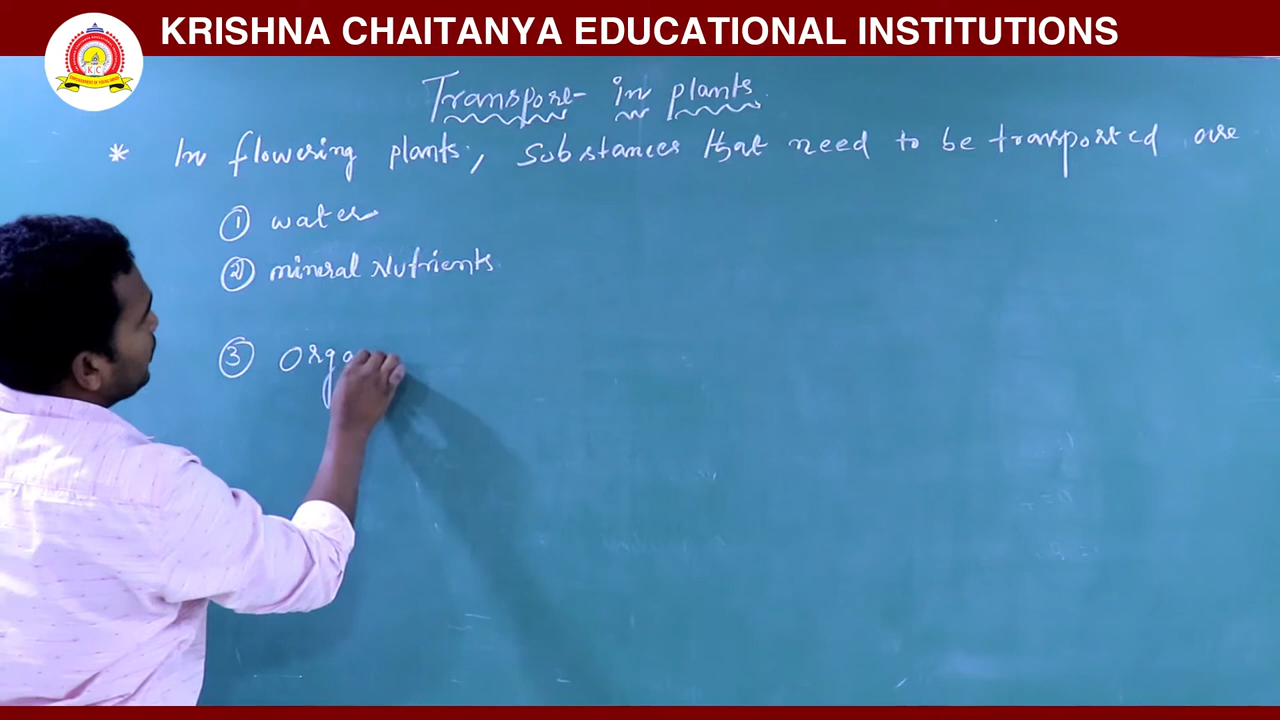 KRISHNA CHAITANYA EDUCATIONAL INSTITUTIONS
K.C
Transport in plants
* In flowering plants, Substances that need to be transported are
① water
② mineral Nutrients
③ Orga